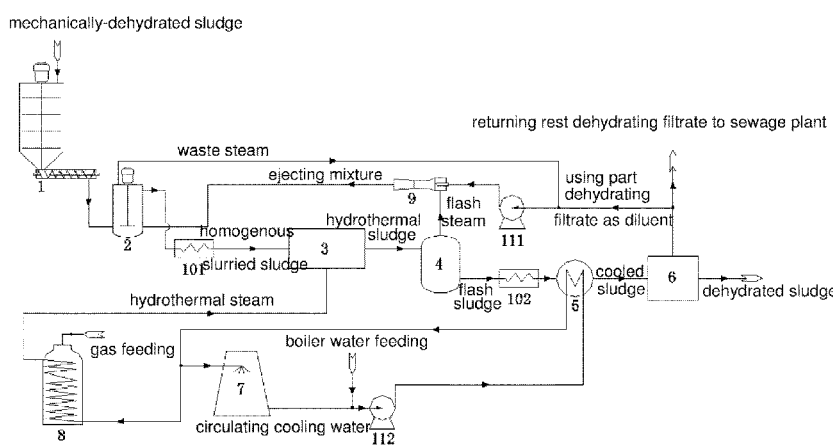 mechanically-dehydrated sludge
returning rest dehydrating filtrate to sewage plant
waste steam
ejecting mixture
using part
dehydrating
filtrate as diluent
1
9
flash
steam
111
2
homogenous
slurried sludge
101
3
hydrothermal
sludge
4
flash
sludge
102
5
cooled
sludge
6
dehydrated sludge
hydrothermal steam
gas feeding
boiler water feeding
7
circulating cooling water
8
112